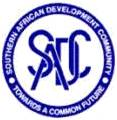 SOUTHERN AFRICAN DEVELOPMENT COMMUNITY
SADC
TOWARDS A COMMON FUTURE